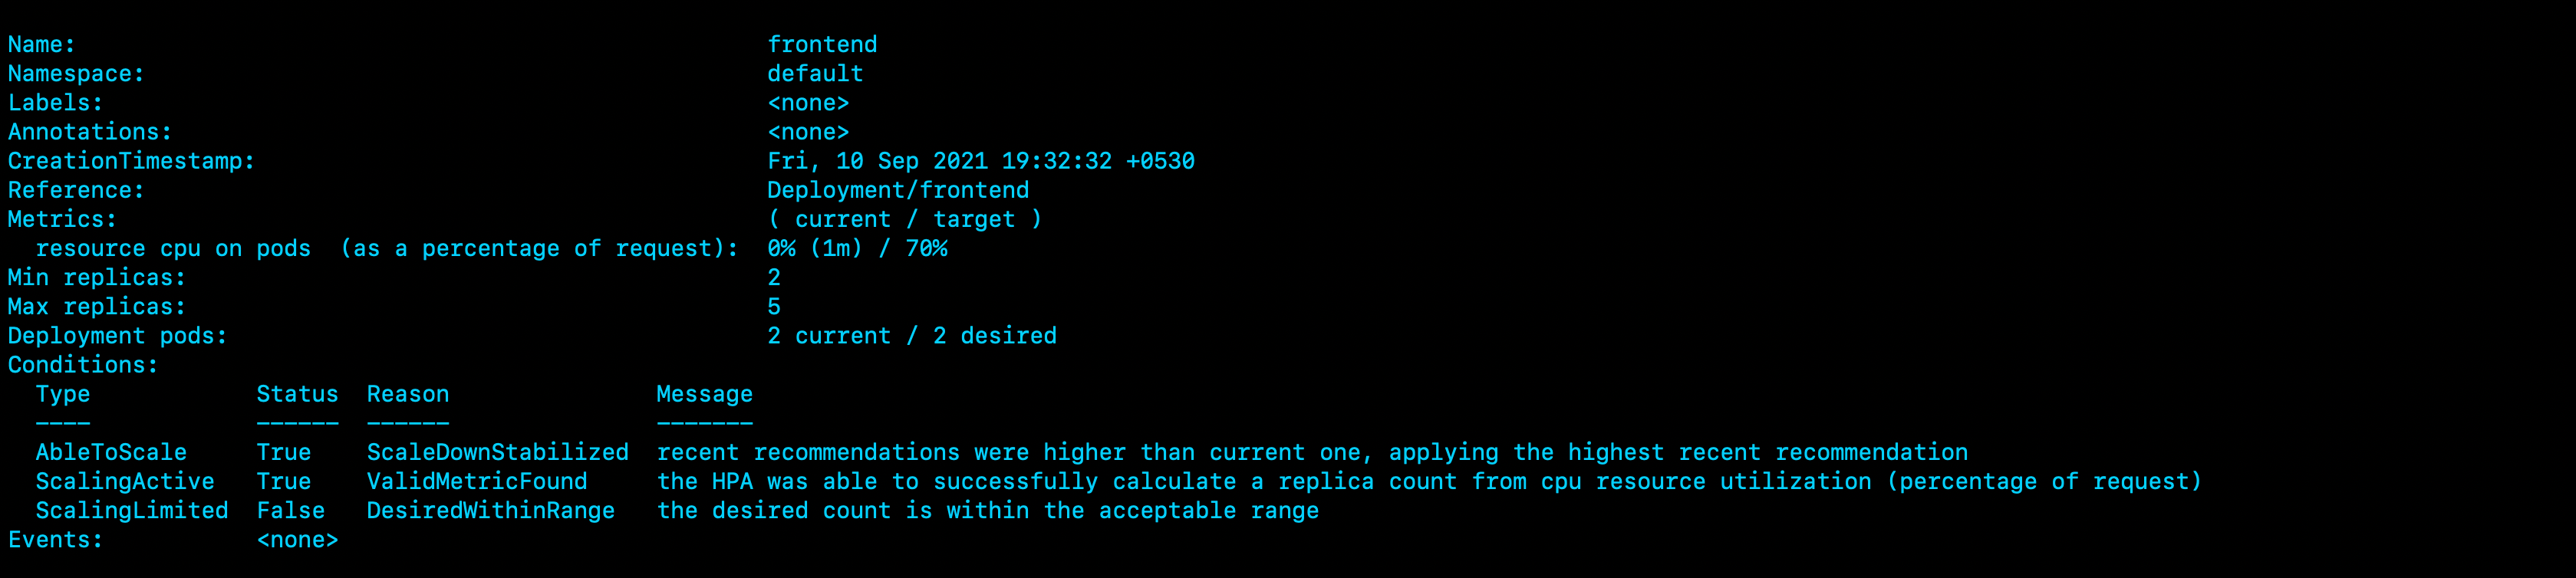 Name: frontend
Namespace: default
Labels: <none>
Annotations: <none>
CreationTimestamp: Fri, 10 Sep 2021 19:32:32 +0530
Reference: Deployment/frontend
Metrics: ( current / target )
  resource cpu on pods  (as a percentage of request):  0% (1m) / 70%
Min replicas: 2
Max replicas: 5
Deployment pods: 2 current / 2 desired
Conditions:
  Type            Status  Reason               Message
  ----            ------  ------               -------
  AbleToScale     True    ScaleDownStabilized  recent recommendations were higher than current one, applying the highest recent recommendation
  ScalingActive   True    ValidMetricFound     the HPA was able to successfully calculate a replica count from cpu resource utilization (percentage of request)
  ScalingLimited  False   DesiredWithinRange   the desired count is within the acceptable range
Events:           <none>